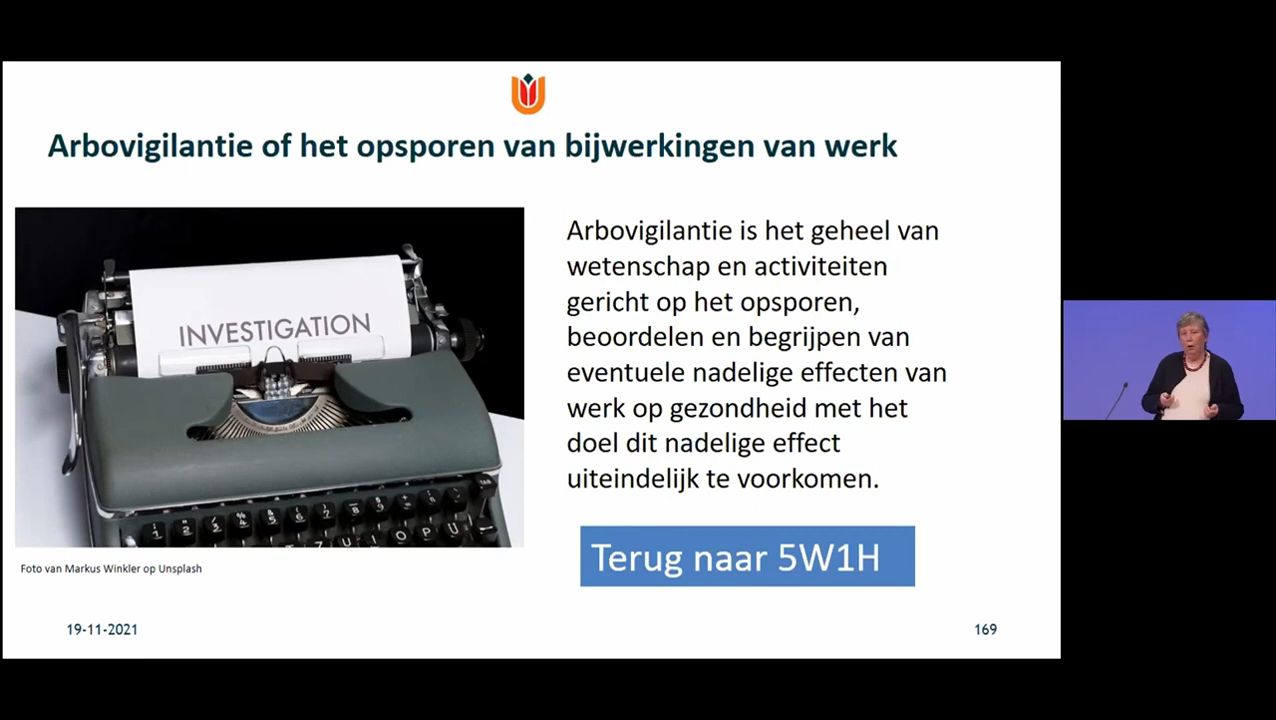 Arbovigilantie of het opsporen van bijwerkingen van werk
INVESTIGATION
Arbovigilantie is het geheel van
wetenschap en activiteiten
gericht op het opsporen,
beoordelen en begrijpen van
eventuele nadelige effecten van
werk op gezondheid met het
doel dit nadelige effect
uiteindelijk te voorkomen.
Terug naar 5W1H
Foto van Markus Winkler op Unsplash
19-11-2021
169